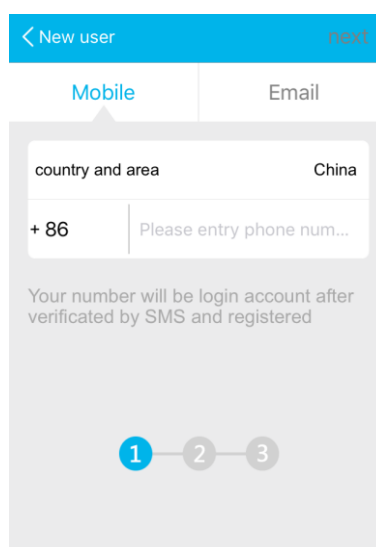 New user
next
Mobile
Email
country and area
China
+ 86
Please entry phone num...
Your number will be login account after
verificated by SMS and registered
1
2
3